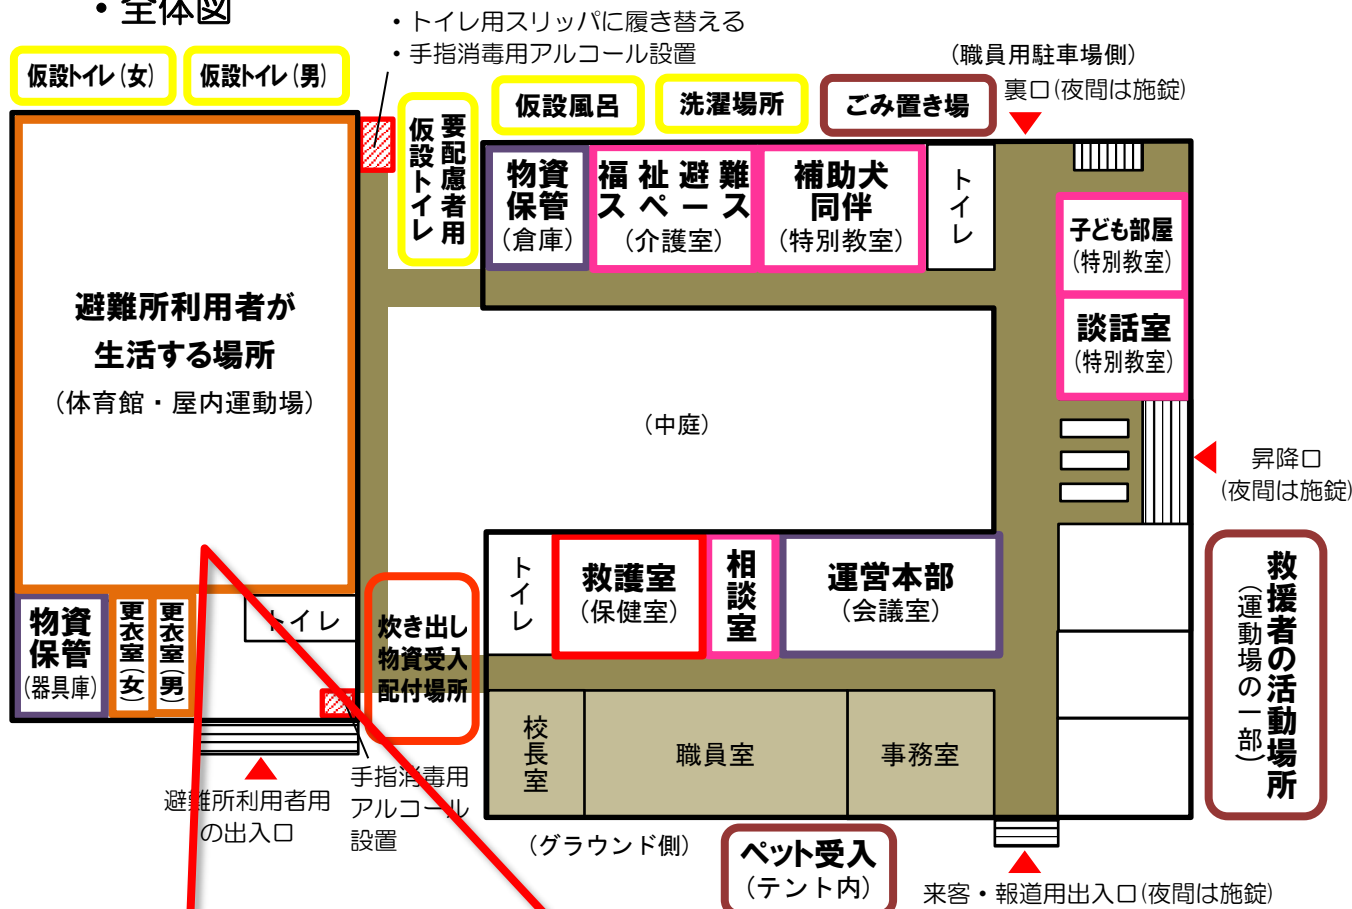 ・全体図
・トイレ用スリッパに履き替える
・手指消毒用アルコール設置
仮設トイレ(女)
仮設トイレ(男)
要配慮者用
仮設トイレ
仮設風呂
洗濯場所
ごみ置き場
(職員用駐車場側)
裏口(夜間は施錠)
物資
保管
(倉庫)
福祉避難
スペース
(介護室)
補助犬
同伴
(特別教室)
トイレ
子ども部屋
(特別教室)
談話室
(特別教室)
避難所利用者が
生活する場所
(体育館・屋内運動場)
(中庭)
昇降口
(夜間は施錠)
救援者の活動場所
(運動場の一部)
物資
保管
(器具庫)
更衣室(女)
更衣室(男)
トイレ
炊き出し
物資受入
配付場所
トイレ
救護室
(保健室)
相談室
運営本部
(会議室)
校長室
職員室
事務室
避難所利用者用
の出入口
手指消毒用
アルコール
設置
(グラウンド側)
ペット受入
(テント内)
来客・報道用出入口(夜間は施錠)